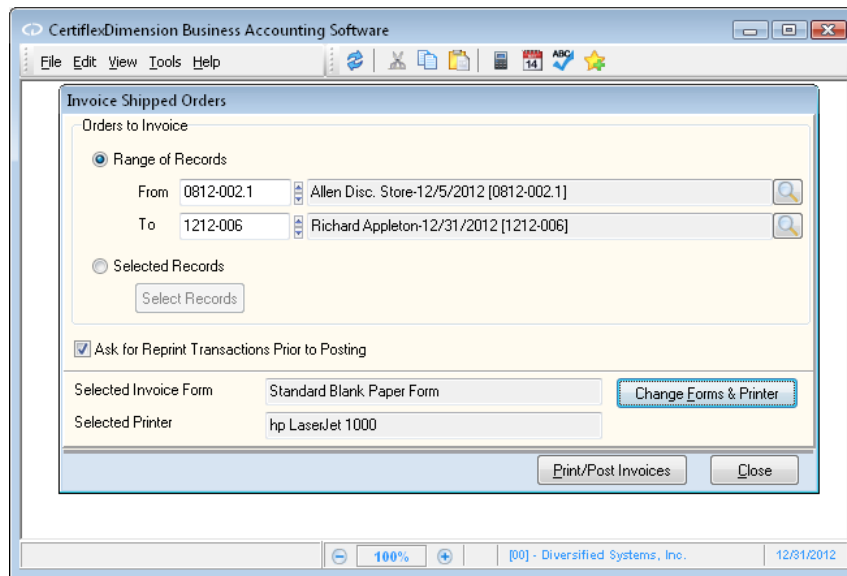 CertiflexDimension Business Accounting Software
File Edit View Tools Help
14 ABC
Invoice Shipped Orders
Orders to Invoice
Range of Records
From 0812-002.1 Allen Disc. Store-12/5/2012 [0812-002.1]
To 1212-006 Richard Appleton-12/31/2012 [1212-006]
Selected Records
Select Records
Ask for Reprint Transactions Prior to Posting
Selected Invoice Form Standard Blank Paper Form Change Forms & Printer
Selected Printer hp LaserJet 1000
Print/Post Invoices Close
100% [00] - Diversified Systems, Inc. 12/31/2012